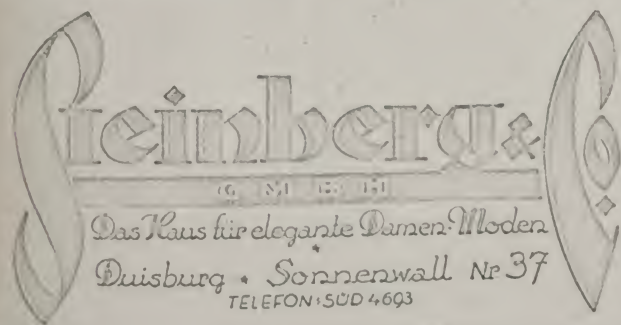 Steinberg & Co.
G M B H
Das Haus für elegante Damen-Moden
Duisburg * Sonnenwall Nr 37
TELEFON: SÜD 4693